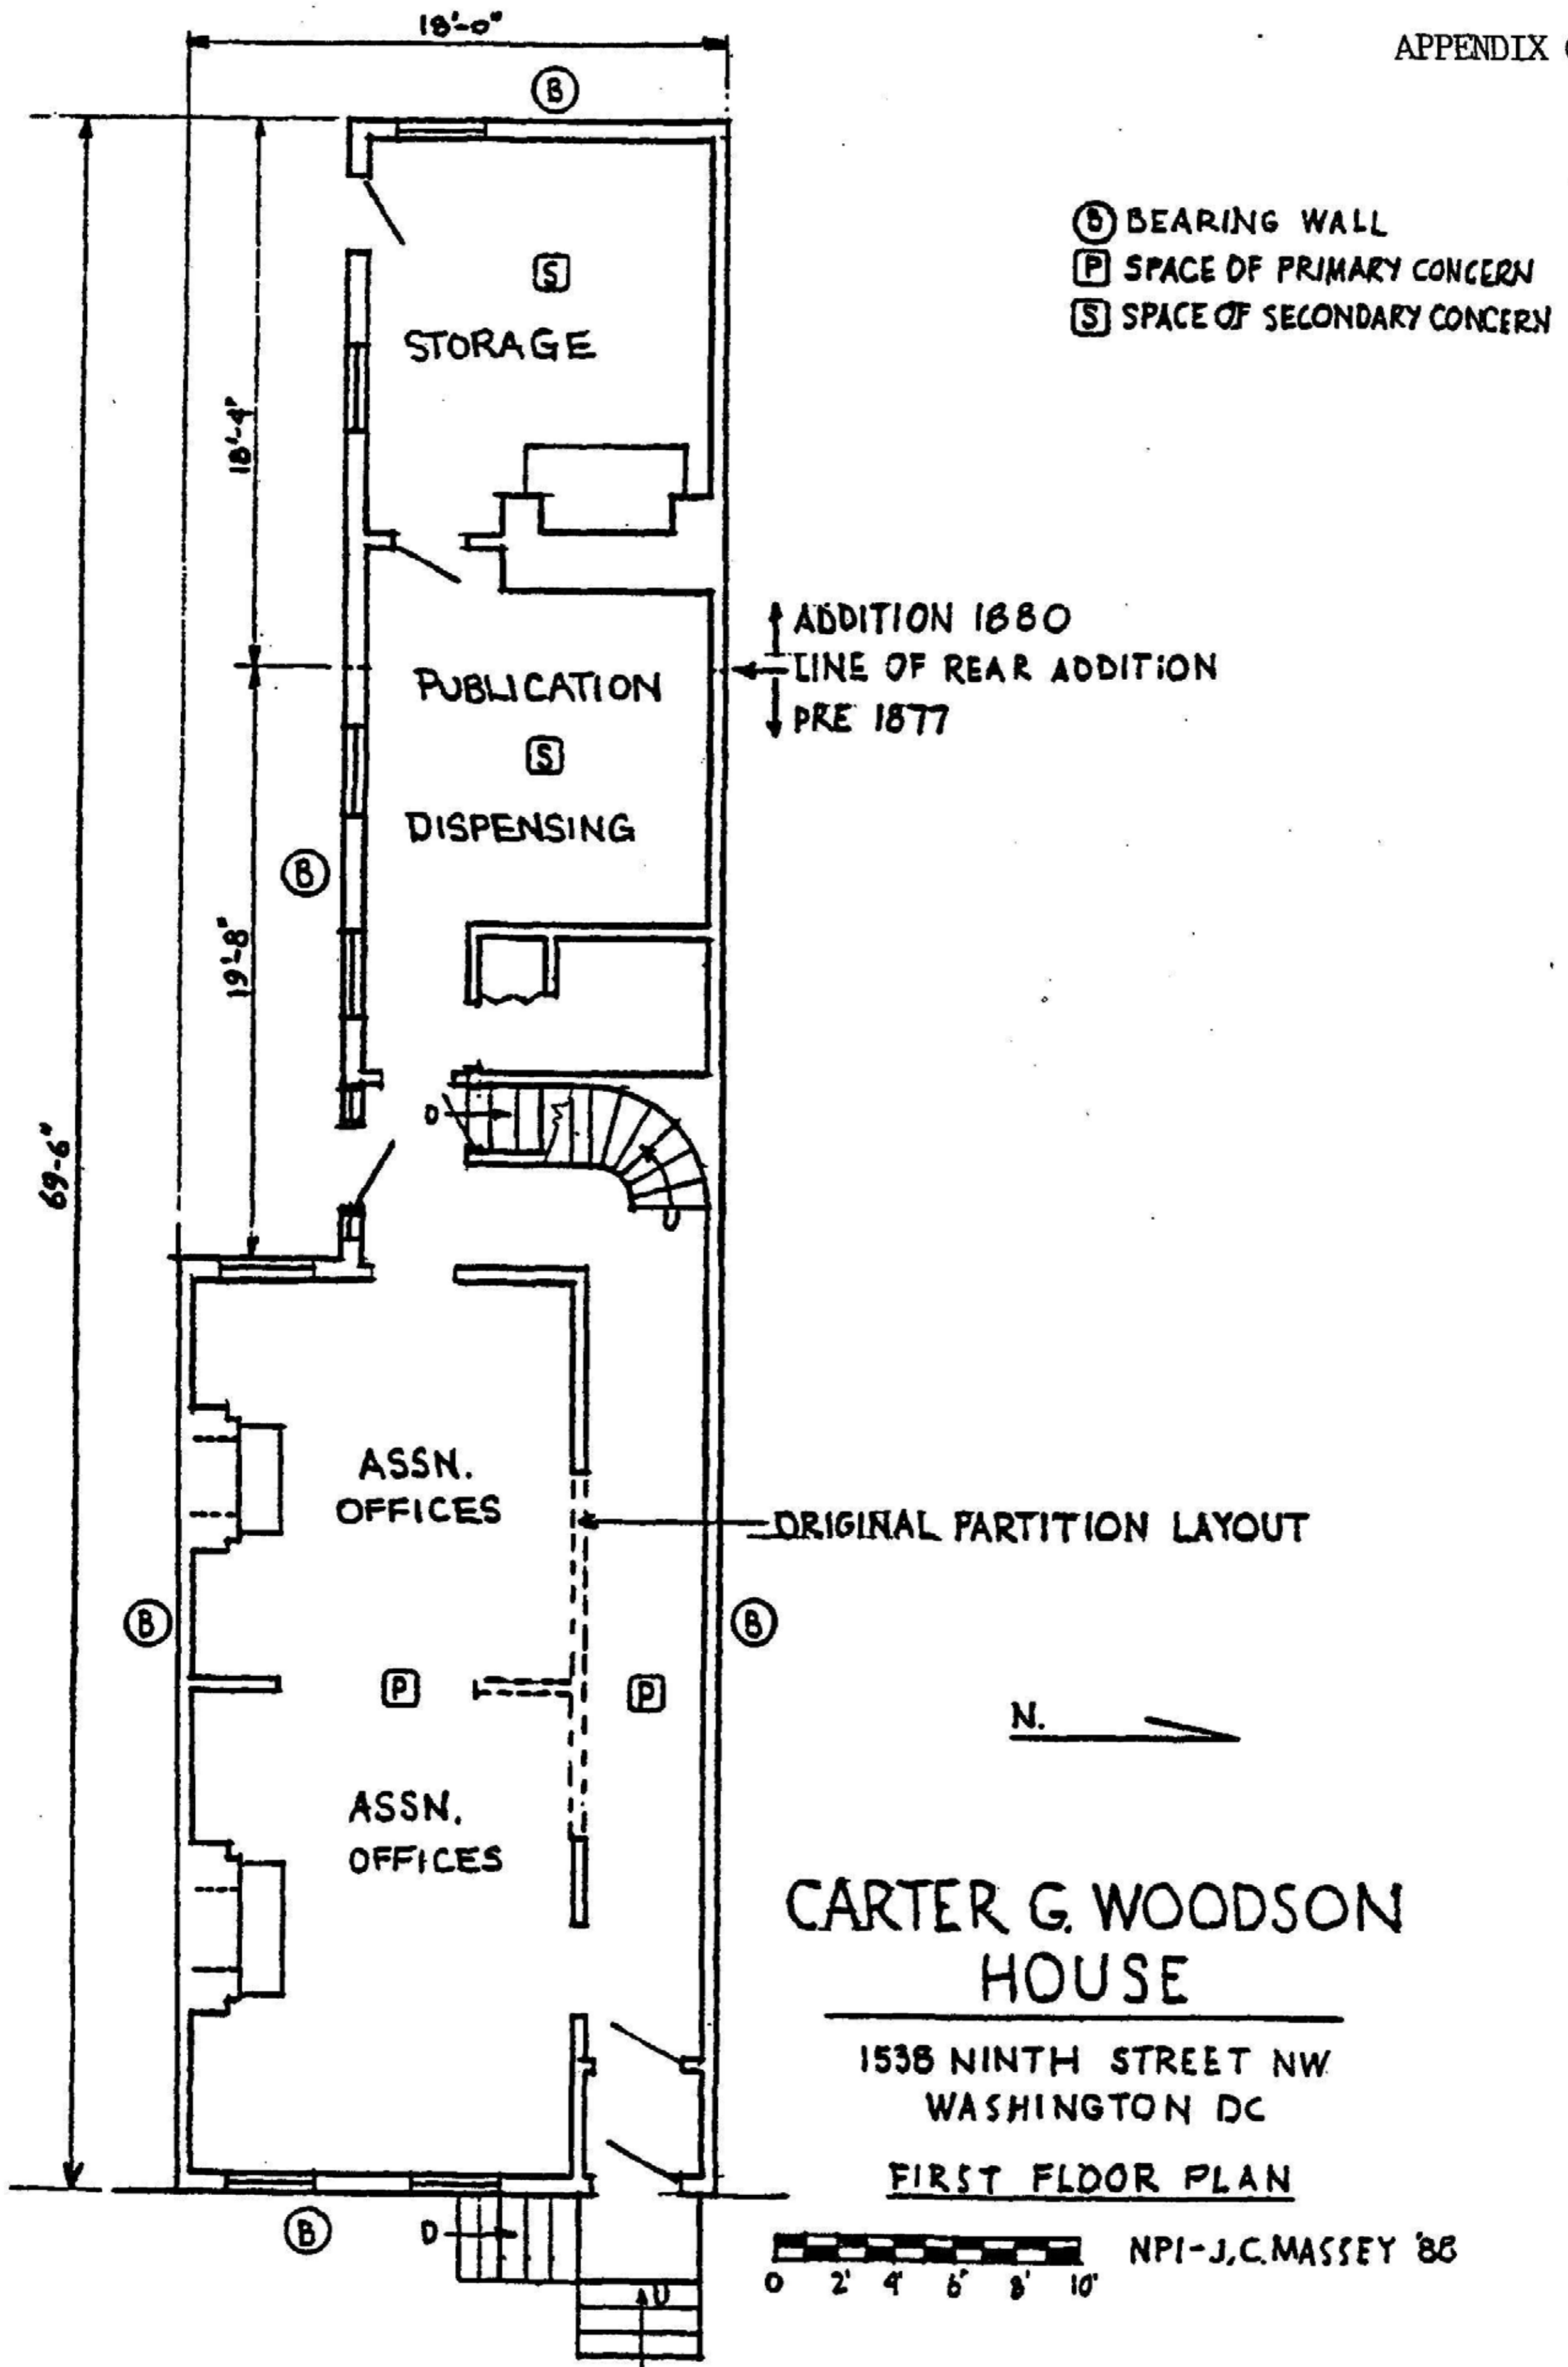 APPENDIX
18'-0"
B
B BEARING WALL
P SPACE OF PRIMARY CONCERN
S SPACE OF SECONDARY CONCERN
S
STORAGE
18'-4"
ADDITION 1880
LINE OF REAR ADDITION
PRE 1877
PUBLICATION
S
DISPENSING
B
19'-8"
D
U
69'-6"
ASSN.
OFFICES
ORIGINAL PARTITION LAYOUT
B
B
P
P
N.
ASSN.
OFFICES
CARTER G. WOODSON
HOUSE
1538 NINTH STREET NW
WASHINGTON DC
FIRST FLOOR PLAN
B
D
U
0 2' 4' 6' 8' 10'
NPI-J.C.MASSEY '88